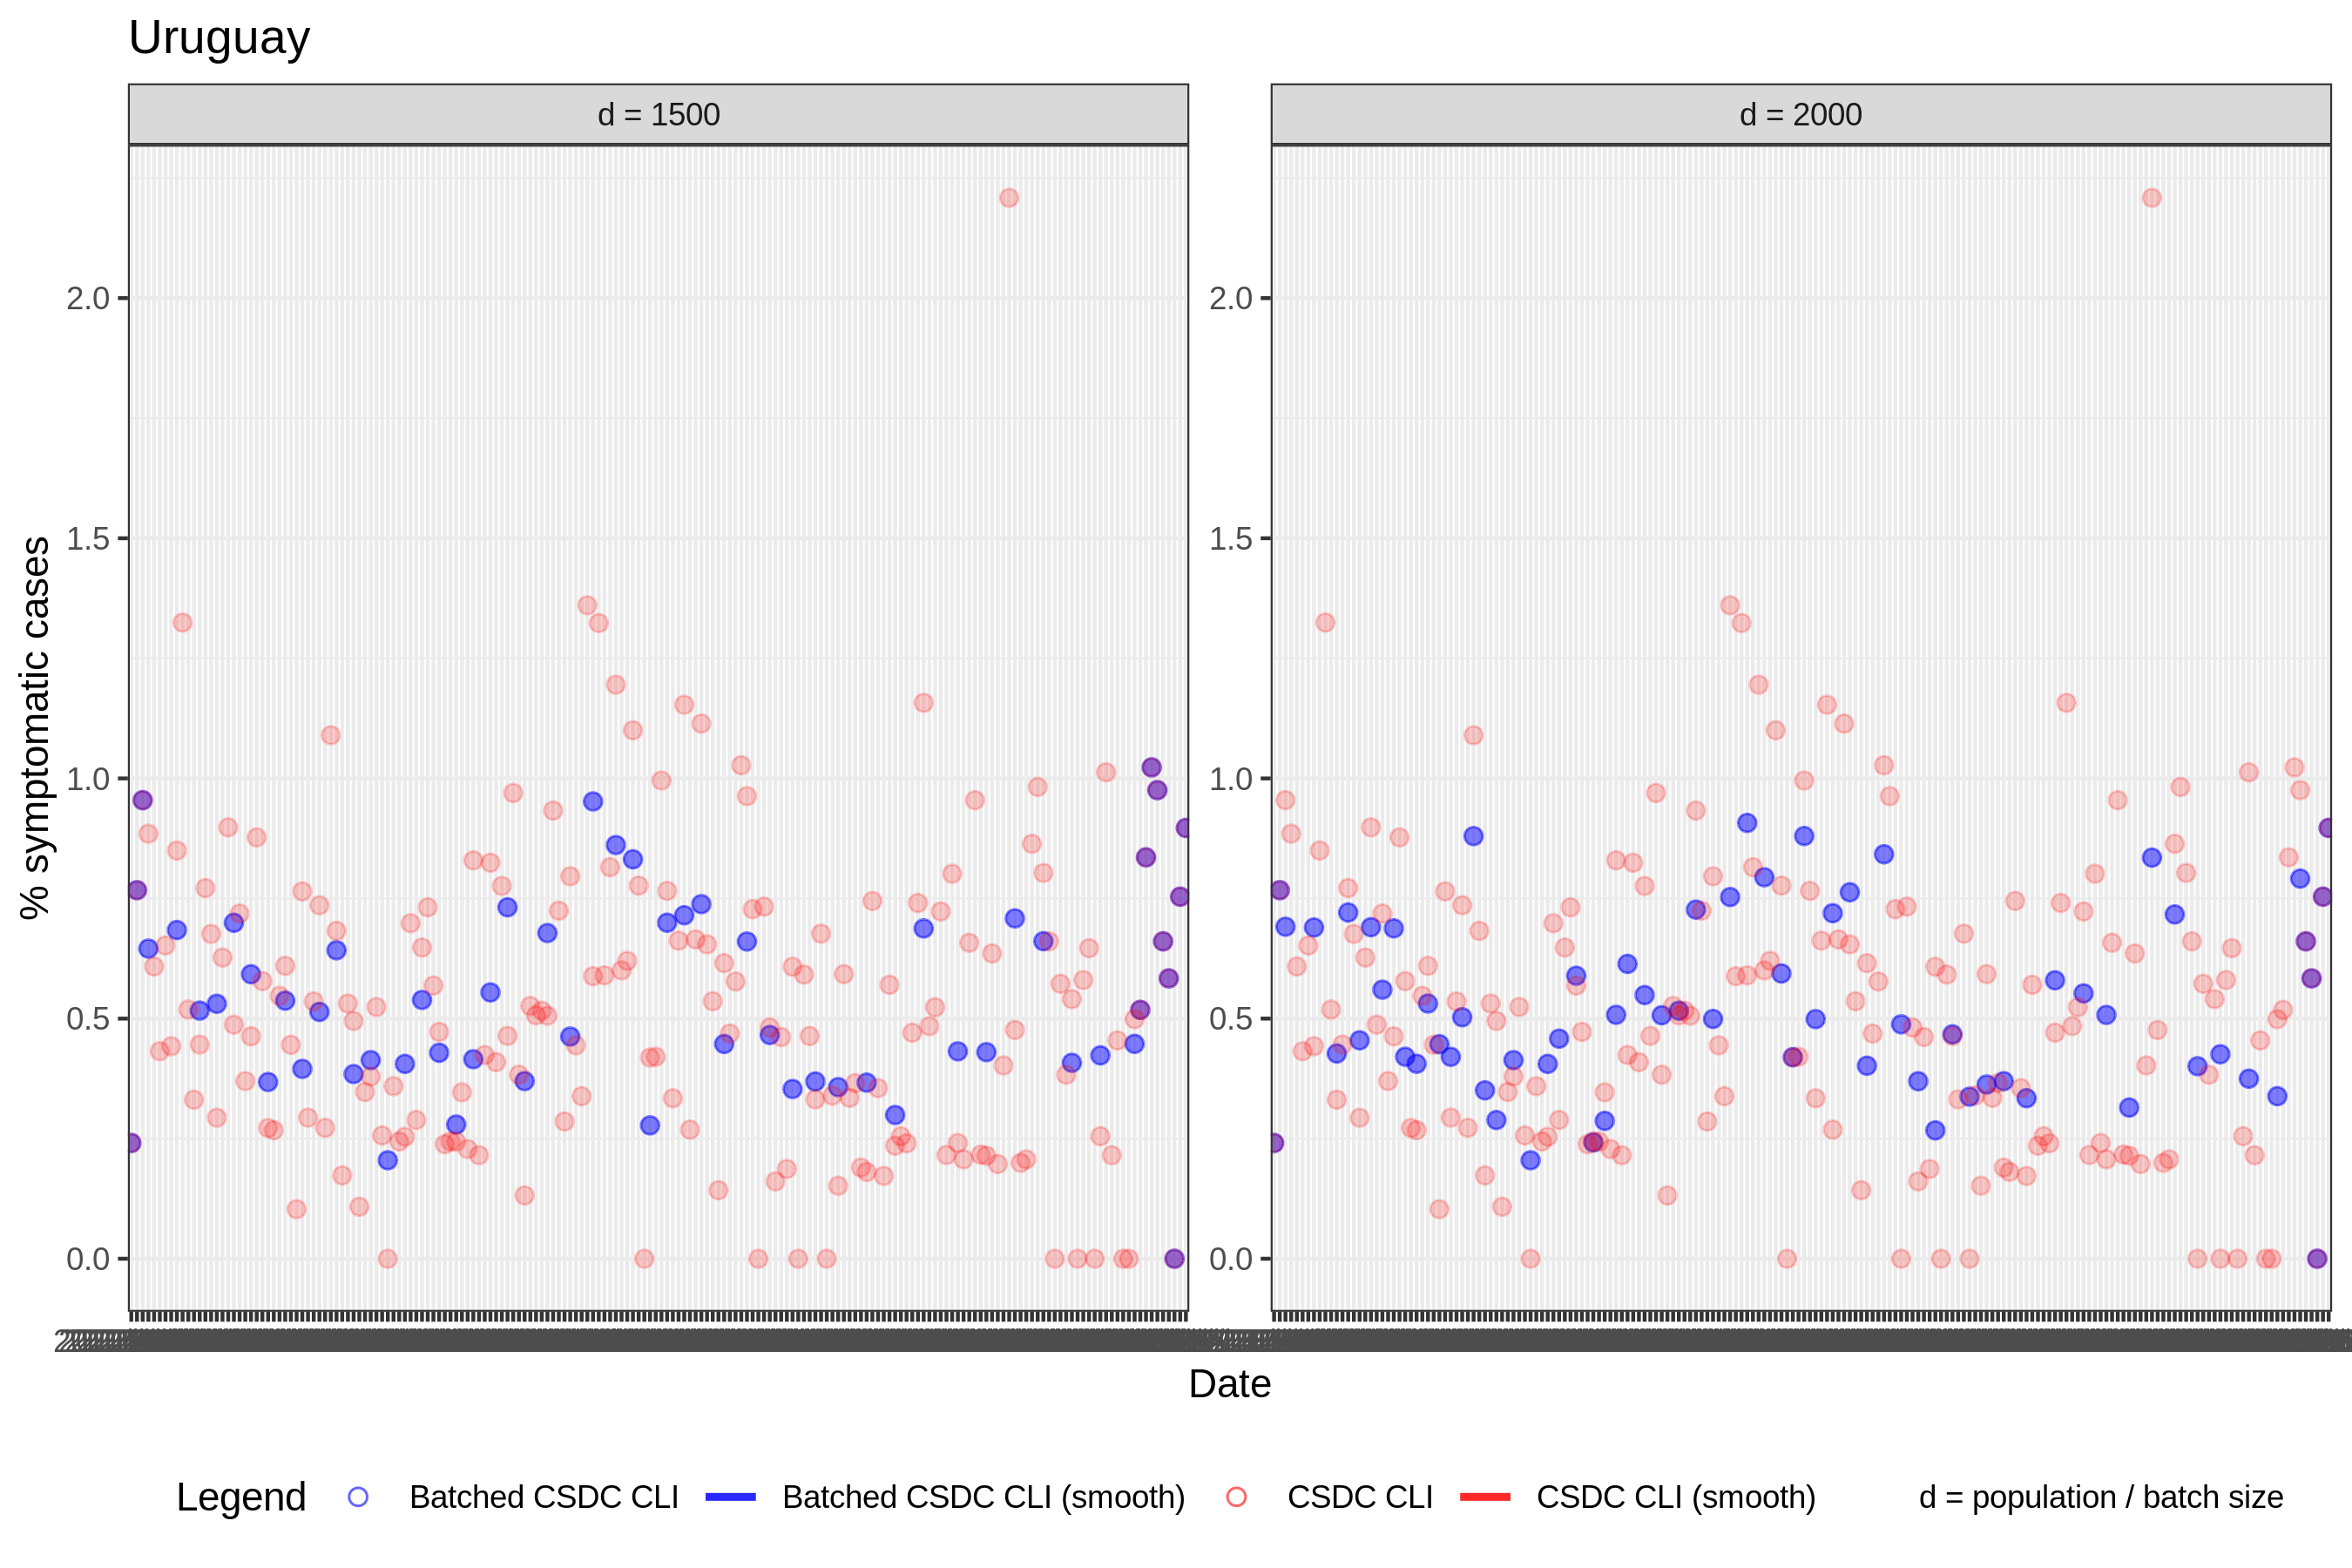 Uruguay
d = 1500
d = 2000
% symptomatic cases
2.0
1.5
1.0
0.5
0.0
2.0
1.5
1.0
0.5
0.0
Date
Legend
Batched CSDC CLI
Batched CSDC CLI (smooth)
CSDC CLI
CSDC CLI (smooth)
d = population / batch size